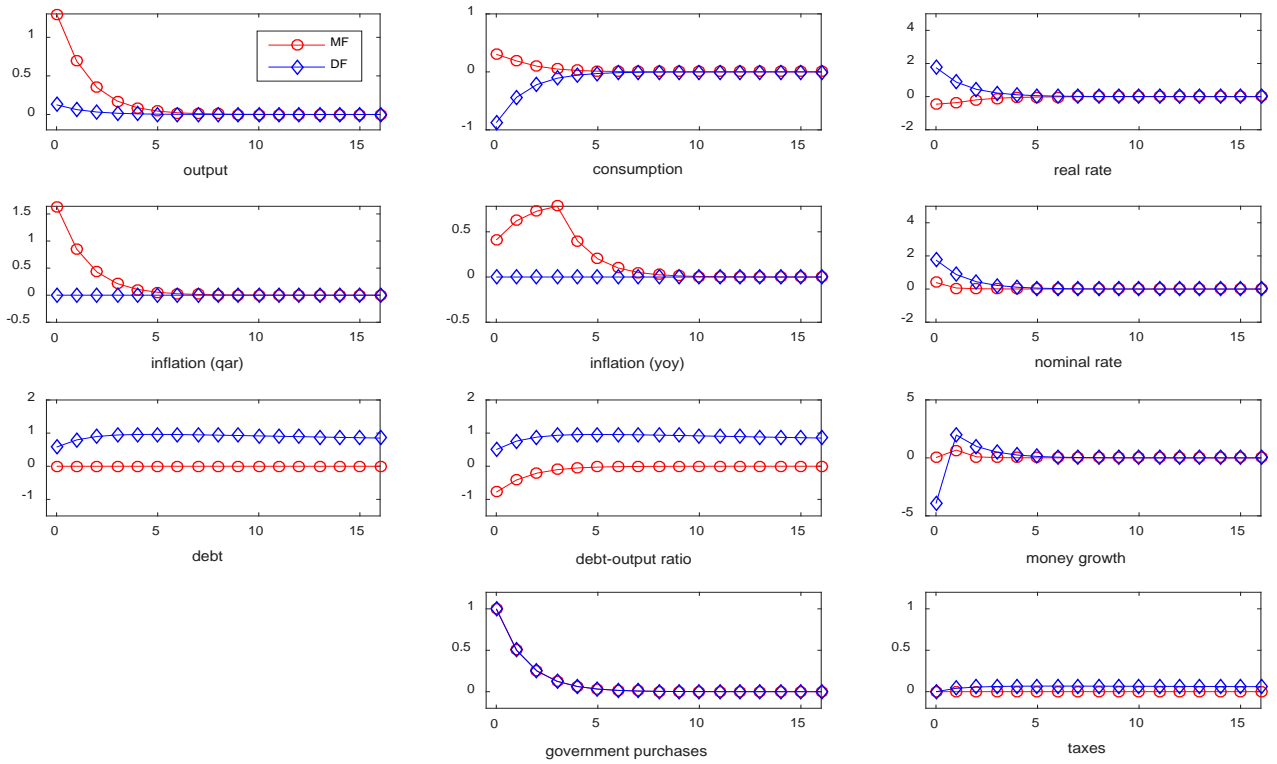 1
0.5
0
MF
DF
0 5 10 15
output
1
0
-1
0 5 10 15
consumption
4
2
0
-2
0 5 10 15
real rate
1.5
1
0.5
0
-0.5
0 5 10 15
inflation (qar)
0.5
0
-0.5
0 5 10 15
inflation (yoy)
4
2
0
-2
0 5 10 15
nominal rate
2
1
0
-1
0 5 10 15
debt
2
1
0
-1
0 5 10 15
debt-output ratio
5
0
-5
0 5 10 15
money growth
1
0.5
0
0 5 10 15
government purchases
1
0.5
0
0 5 10 15
taxes